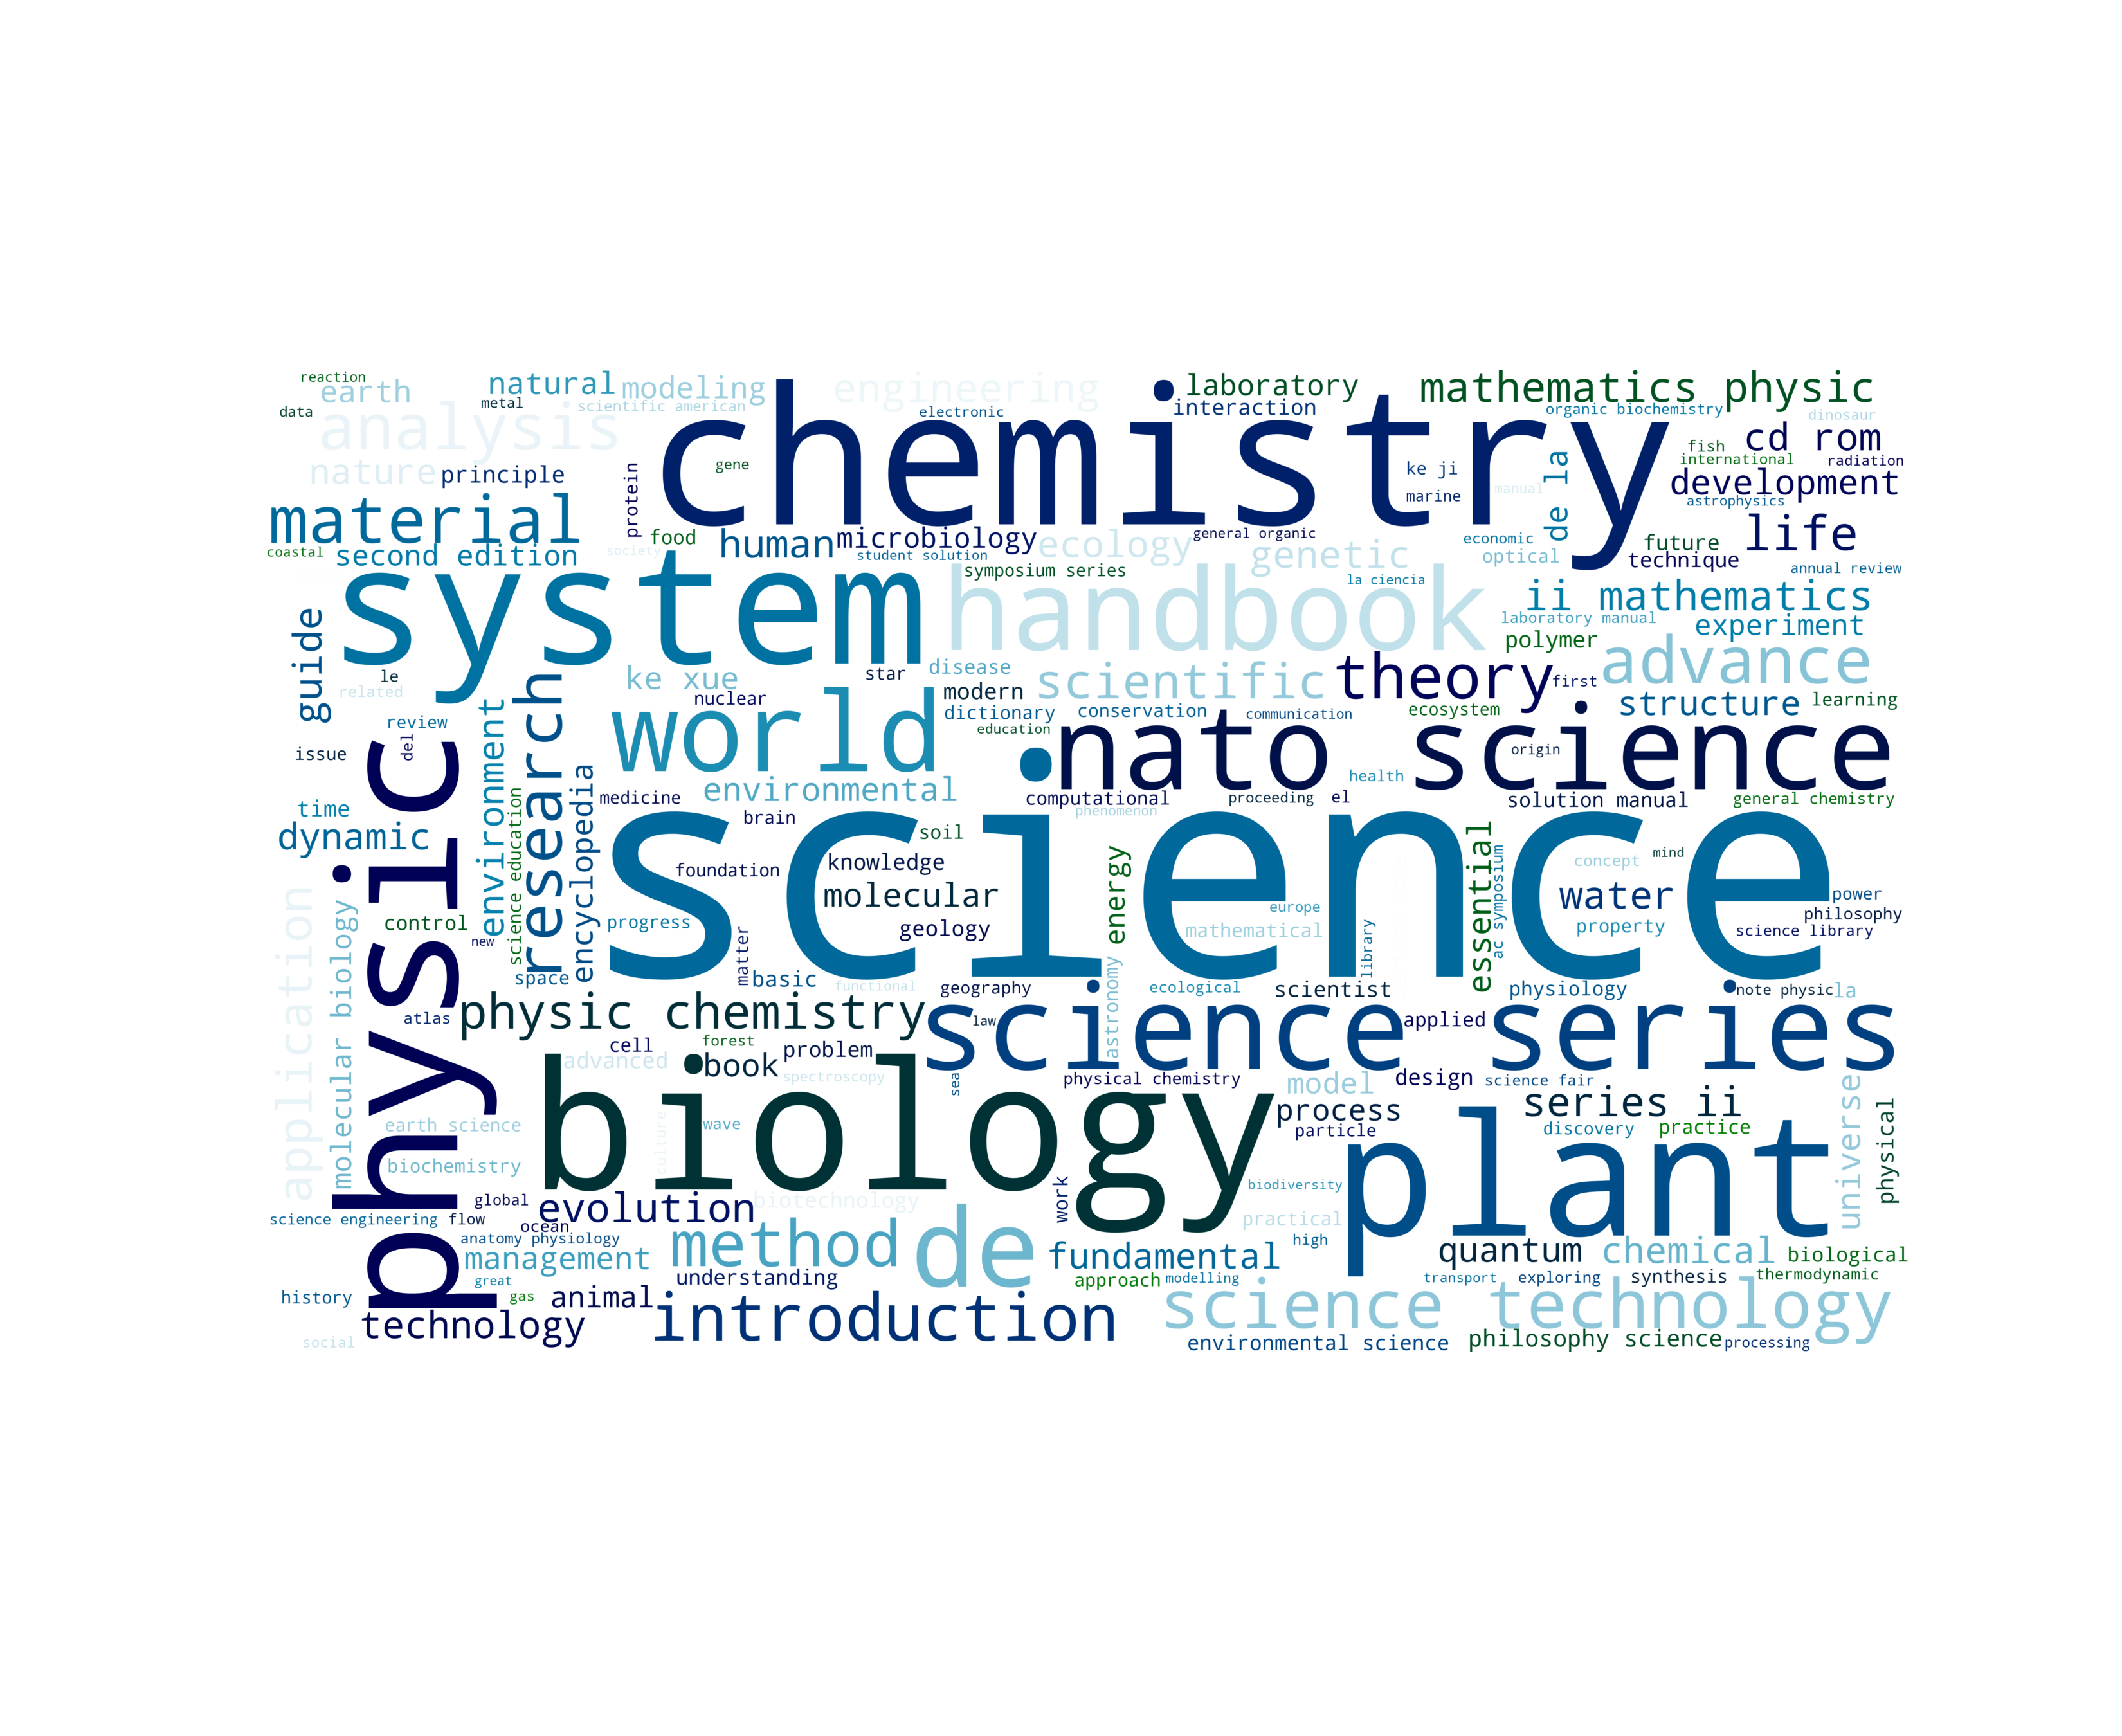 reaction
earth
natural
modeling
engineering
laboratory
mathematics physic
data
metal
scientific american
electronic
interaction
organic biochemistry
dinosaur
analysis
chemistry
cd rom
fish
international
radiation
nature
principle
protein
gene
ke ji
marine
manual
de la
development
astrophysics
material
food
human
microbiology
ecology
general organic
genetic
economic
optical
future
life
technique
annual review
coastal
second edition
society
student solution
symposium series
la ciencia
system
handbook
ii mathematics
laboratory manual
experiment
polymer
guide
le
related
ke xue
star
disease
scientific
theory
first
advance
nuclear
modern
dictionary
conservation
communication
ecosystem
structure
learning
review
del
environment
research
world
education
nato science
origin
issue
encyclopedia
medicine
environmental
computational
proceeding
el
health
phenomenon
solution manual
general chemistry
time
dynamic
physic
science education
brain
soil
science
foundation
knowledge
molecular
energy
essential
ac symposium
concept
mind
water
power
philosophy
application
molecular biology
control
new
progress
geology
europe
mathematical
library
property
science library
space
matter
basic
functional
geography
astronomy
ecological
scientist
physiology
note physic
la
atlas
physic chemistry
science series
law
applied
cell
forest
advanced
book
problem
spectroscopy
sea
physical chemistry
model
design
science fair
earth science
biology
culture
wave
process
particle
series ii
discovery
practice
universe
physical
biochemistry
plant
global
evolution
biotechnology
work
biodiversity
practical
high
science engineering
flow
ocean
anatomy physiology
management
method
de
fundamental
quantum
chemical
biological
great
gas
understanding
approach
modelling
transport
exploring
synthesis
thermodynamic
history
animal
introduction
science technology
technology
social
environmental science
philosophy science
processing